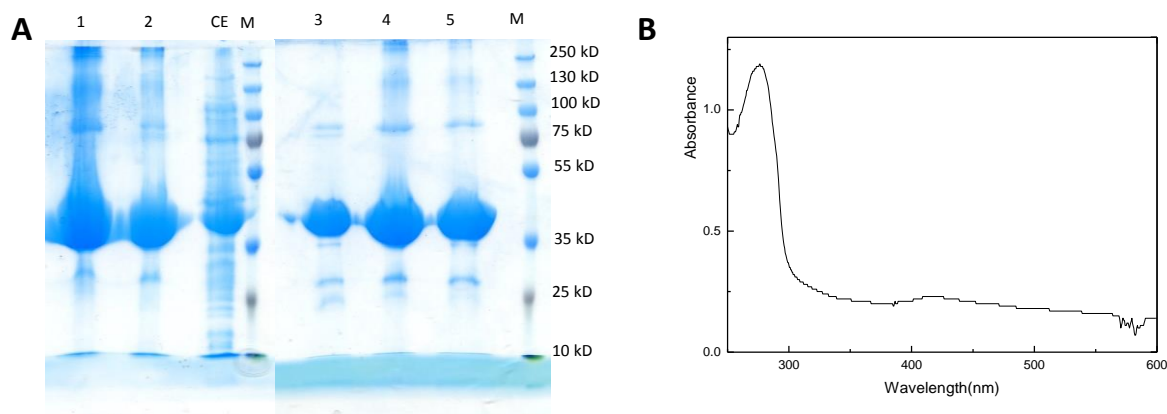 A
1 2 CE M 3 4 5 M
250 kD
130 kD
100 kD
75 kD
55 kD
35 kD
25 kD
10 kD
B
Absorbance
1.0
0.5
0.0
300 400 500 600
Wavelength(nm)